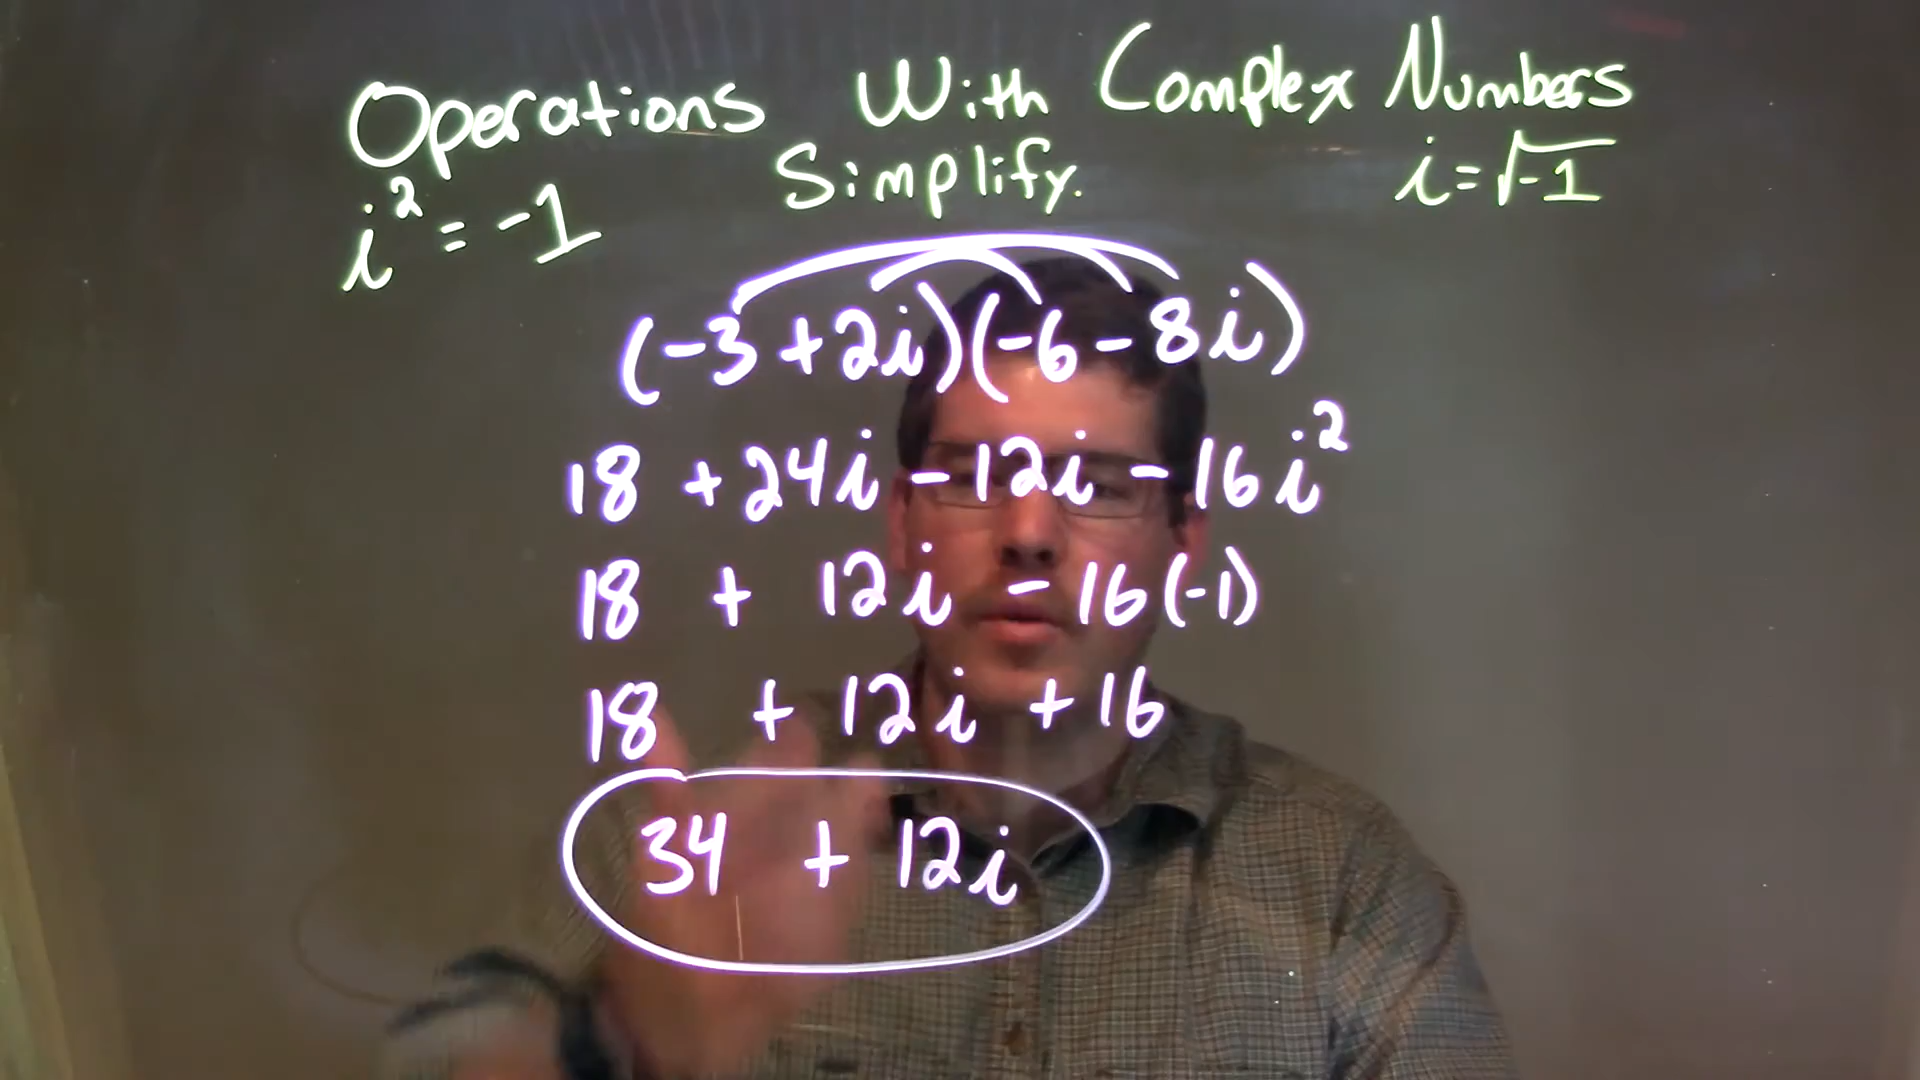 Operations With Complex Numbers
Simplify.
i² = -1
i = √-1
(-3 + 2i)(-6 - 8i)
18 + 24i - 12i - 16i²
18 + 12i - 16(-1)
18 + 12i + 16
34 + 12i